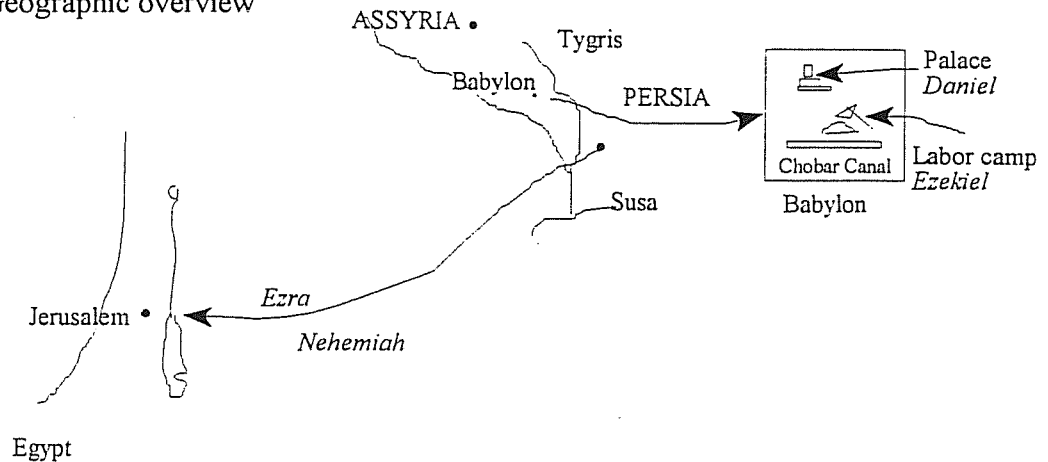 Geographic overview
ASSYRIA
Tygris
Babylon
PERSIA
Palace
Daniel
Chobar Canal
Labor camp
Ezekiel
Babylon
Susa
Ezra
Jerusalem
Nehemiah
Egypt